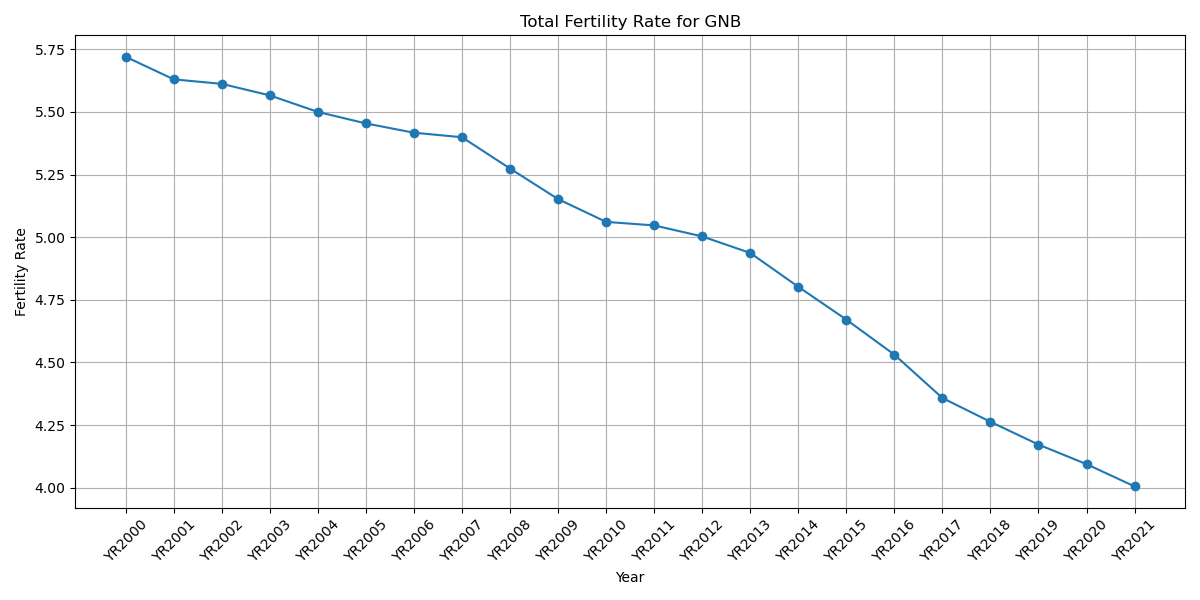 Total Fertility Rate for GNB
Fertility Rate
5.75
5.50
5.25
5.00
4.75
4.50
4.25
4.00
YR2000
YR2001
YR2002
YR2003
YR2004
YR2005
YR2006
YR2007
YR2008
YR2009
YR2010
YR2011
YR2012
YR2013
YR2014
YR2015
YR2016
YR2017
YR2018
YR2019
YR2020
YR2021
Year